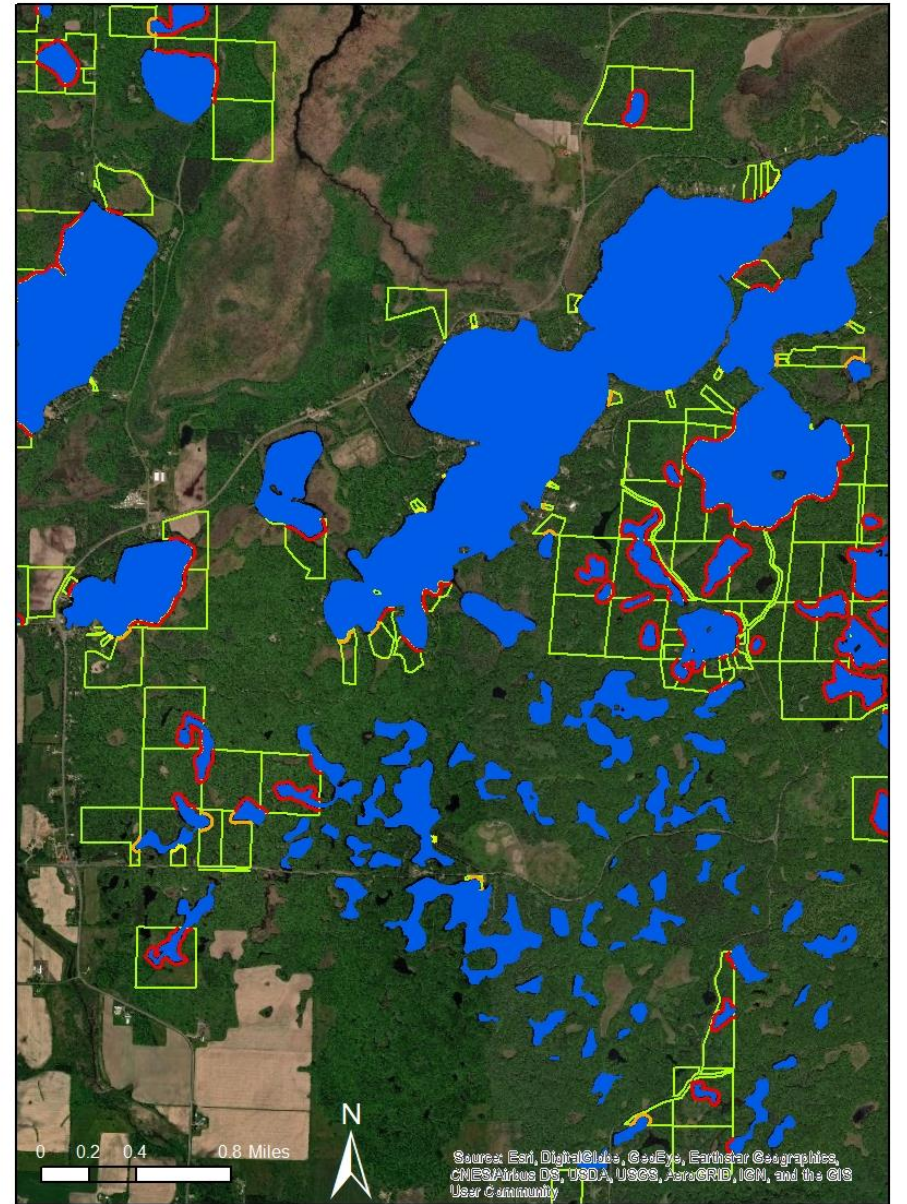 N
0 0.2 0.4 0.8 Miles
Source: Esri, DigitalGlobe, GeoEye, Earthstar Geographics,
CNES/Airbus DS, USDA, USGS, AeroGRID, IGN, and the GIS
User Community